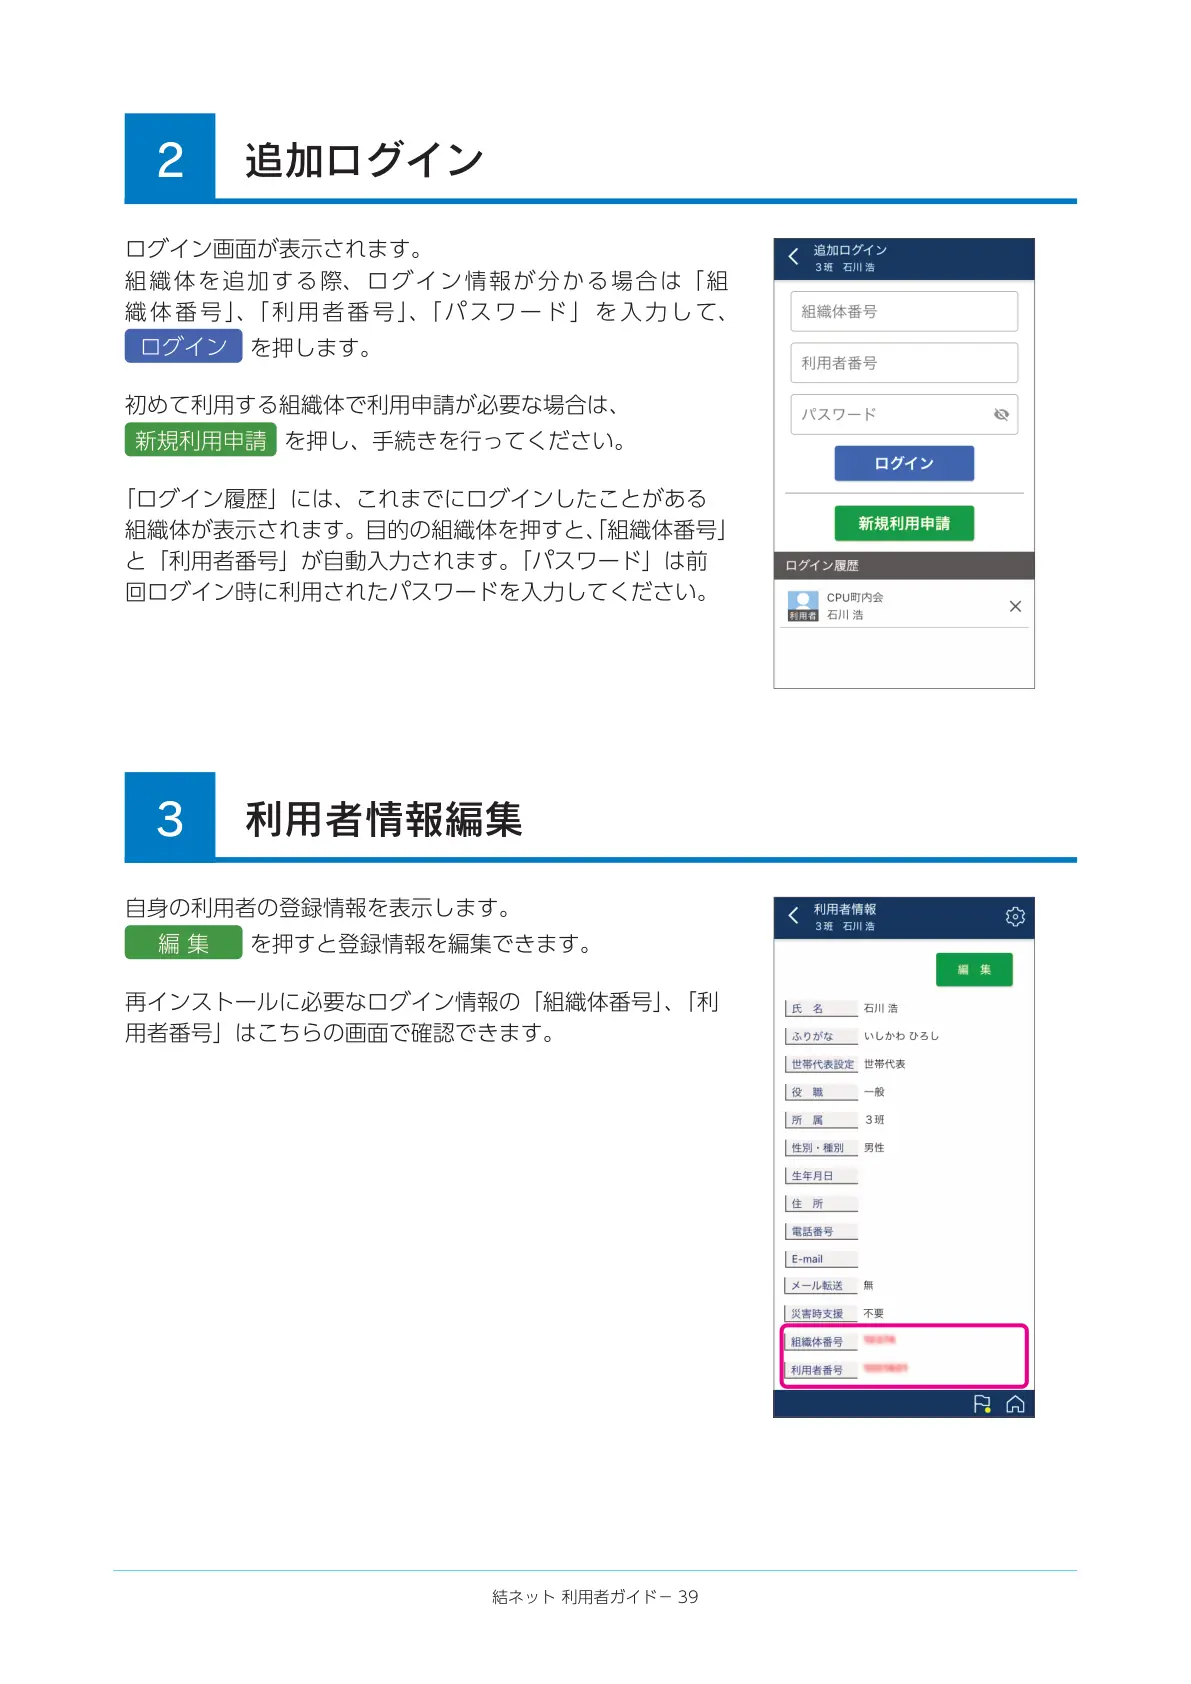 2
追加ログイン
ログイン画面が表示されます。
組織体を追加する際、ログイン情報が分かる場合は「組
織体番号」、「利用者番号」、「パスワード」を入力して、
ログイン を押します。
初めて利用する組織体で利用申請が必要な場合は、
新規利用申請 を押し、手続きを行ってください。
「ログイン履歴」には、これまでにログインしたことがある
組織体が表示されます。目的の組織体を押すと、「組織体番号」
と「利用者番号」が自動入力されます。「パスワード」は前
回ログイン時に利用されたパスワードを入力してください。
追加ログイン
3班 石川 浩
組織体番号
利用者番号
パスワード
ログイン
新規利用申請
ログイン履歴
利用者
CPU町内会
石川 浩
3
利用者情報編集
自身の利用者の登録情報を表示します。
編 集 を押すと登録情報を編集できます。
再インストールに必要なログイン情報の「組織体番号」、「利
用者番号」はこちらの画面で確認できます。
利用者情報
3班 石川 浩
編 集
氏 名 石川 浩
ふりがな いしかわ ひろし
世帯代表設定 世帯代表
役 職 一般
所 属 3班
性別・種別 男性
生年月日
住 所
電話番号
E-mail
メール転送 無
災害時支援 不要
組織体番号
利用者番号
結ネット 利用者ガイド− 39